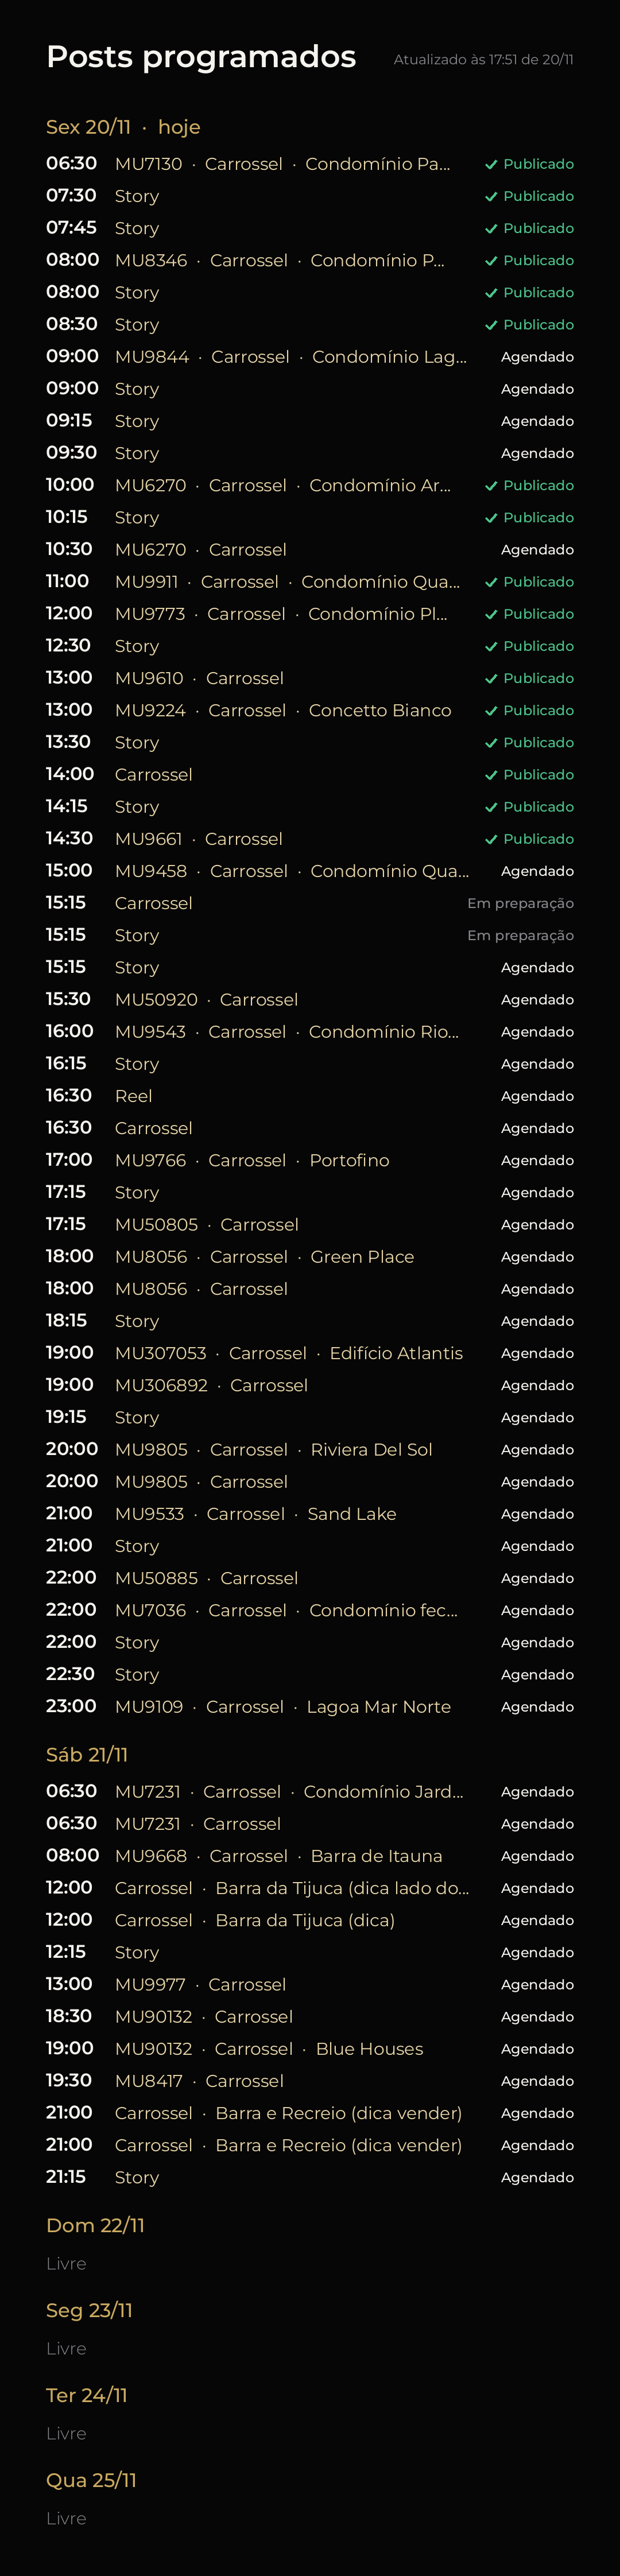 Posts programados Atualizado às 17:51 de 20/11
Sex 20/11 · hoje
06:30 MU7130 · Carrossel · Condomínio Pa... ✓ Publicado
07:30 Story ✓ Publicado
07:45 Story ✓ Publicado
08:00 MU8346 · Carrossel · Condomínio P... ✓ Publicado
08:00 Story ✓ Publicado
08:30 Story ✓ Publicado
09:00 MU9844 · Carrossel · Condomínio Lag... Agendado
09:00 Story Agendado
09:15 Story Agendado
09:30 Story Agendado
10:00 MU6270 · Carrossel · Condomínio Ar... ✓ Publicado
10:15 Story ✓ Publicado
10:30 MU6270 · Carrossel Agendado
11:00 MU9911 · Carrossel · Condomínio Qua... ✓ Publicado
12:00 MU9773 · Carrossel · Condomínio Pl... ✓ Publicado
12:30 Story ✓ Publicado
13:00 MU9610 · Carrossel ✓ Publicado
13:00 MU9224 · Carrossel · Concetto Bianco ✓ Publicado
13:30 Story ✓ Publicado
14:00 Carrossel ✓ Publicado
14:15 Story ✓ Publicado
14:30 MU9661 · Carrossel ✓ Publicado
15:00 MU9458 · Carrossel · Condomínio Qua... Agendado
15:15 Carrossel Em preparação
15:15 Story Em preparação
15:15 Story Agendado
15:30 MU50920 · Carrossel Agendado
16:00 MU9543 · Carrossel · Condomínio Rio... Agendado
16:15 Story Agendado
16:30 Reel Agendado
16:30 Carrossel Agendado
17:00 MU9766 · Carrossel · Portofino Agendado
17:15 Story Agendado
17:15 MU50805 · Carrossel Agendado
18:00 MU8056 · Carrossel · Green Place Agendado
18:00 MU8056 · Carrossel Agendado
18:15 Story Agendado
19:00 MU307053 · Carrossel · Edifício Atlantis Agendado
19:00 MU306892 · Carrossel Agendado
19:15 Story Agendado
20:00 MU9805 · Carrossel · Riviera Del Sol Agendado
20:00 MU9805 · Carrossel Agendado
21:00 MU9533 · Carrossel · Sand Lake Agendado
21:00 Story Agendado
22:00 MU50885 · Carrossel Agendado
22:00 MU7036 · Carrossel · Condomínio fec... Agendado
22:00 Story Agendado
22:30 Story Agendado
23:00 MU9109 · Carrossel · Lagoa Mar Norte Agendado
Sáb 21/11
06:30 MU7231 · Carrossel · Condomínio Jard... Agendado
06:30 MU7231 · Carrossel Agendado
08:00 MU9668 · Carrossel · Barra de Itauna Agendado
12:00 Carrossel · Barra da Tijuca (dica lado do... Agendado
12:00 Carrossel · Barra da Tijuca (dica) Agendado
12:15 Story Agendado
13:00 MU9977 · Carrossel Agendado
18:30 MU90132 · Carrossel Agendado
19:00 MU90132 · Carrossel · Blue Houses Agendado
19:30 MU8417 · Carrossel Agendado
21:00 Carrossel · Barra e Recreio (dica vender) Agendado
21:00 Carrossel · Barra e Recreio (dica vender) Agendado
21:15 Story Agendado
Dom 22/11
Livre
Seg 23/11
Livre
Ter 24/11
Livre
Qua 25/11
Livre